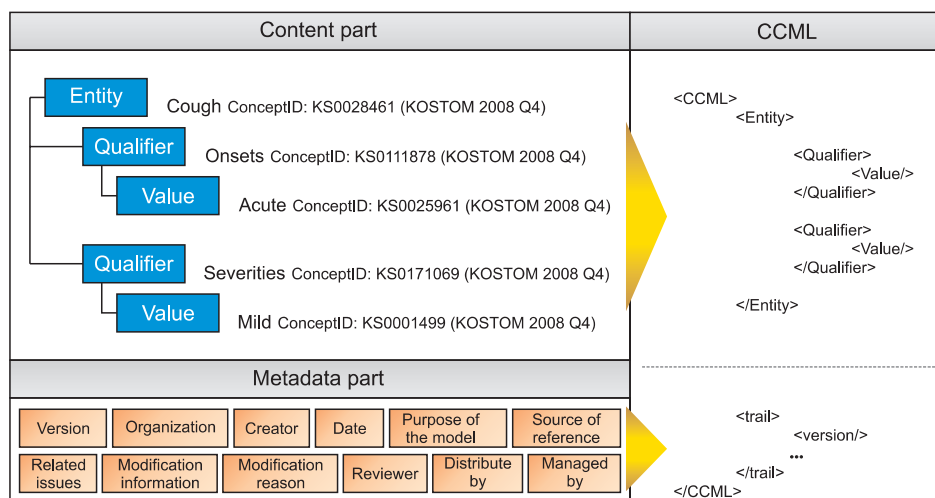 Content part
Entity
Cough ConceptID: KS0028461 (KOSTOM 2008 Q4)
Qualifier
Onsets ConceptID: KS0111878 (KOSTOM 2008 Q4)
Value
Acute ConceptID: KS0025961 (KOSTOM 2008 Q4)
Qualifier
Severities ConceptID: KS0171069 (KOSTOM 2008 Q4)
Value
Mild ConceptID: KS0001499 (KOSTOM 2008 Q4)
Metadata part
Version
Organization
Creator
Date
Purpose of
the model
Source of
reference
Related
issues
Modification
information
Modification
reason
Reviewer
Distribute
by
Managed
by
CCML
<CCML>
<Entity>
<Qualifier>
<Value/>
</Qualifier>
<Qualifier>
<Value/>
</Qualifier>
</Entity>
<trail>
<version/>
...
</trail>
</CCML>